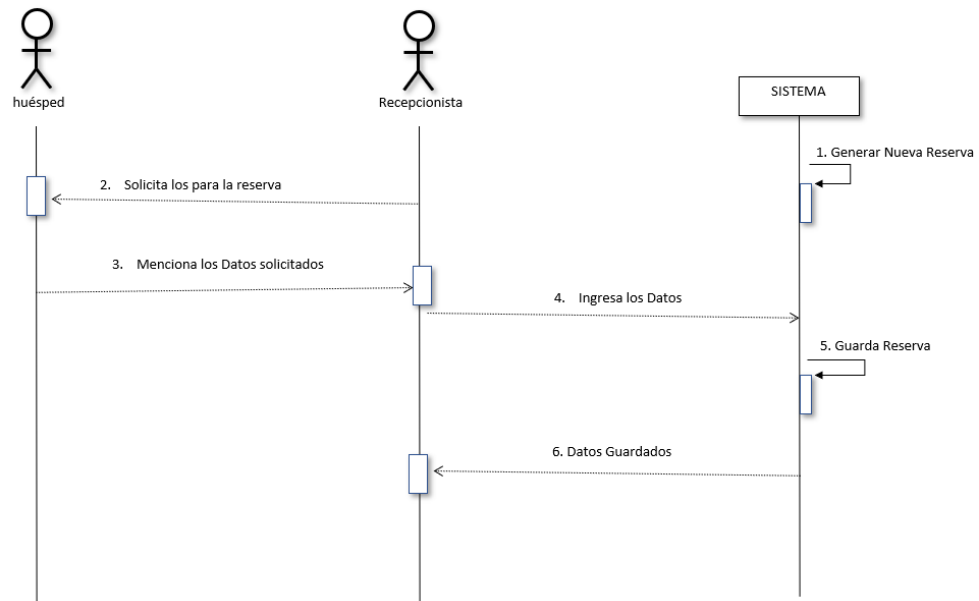 huésped
Recepcionista
SISTEMA
1. Generar Nueva Reserva
2. Solicita los para la reserva
3. Menciona los Datos solicitados
4. Ingresa los Datos
5. Guarda Reserva
6. Datos Guardados